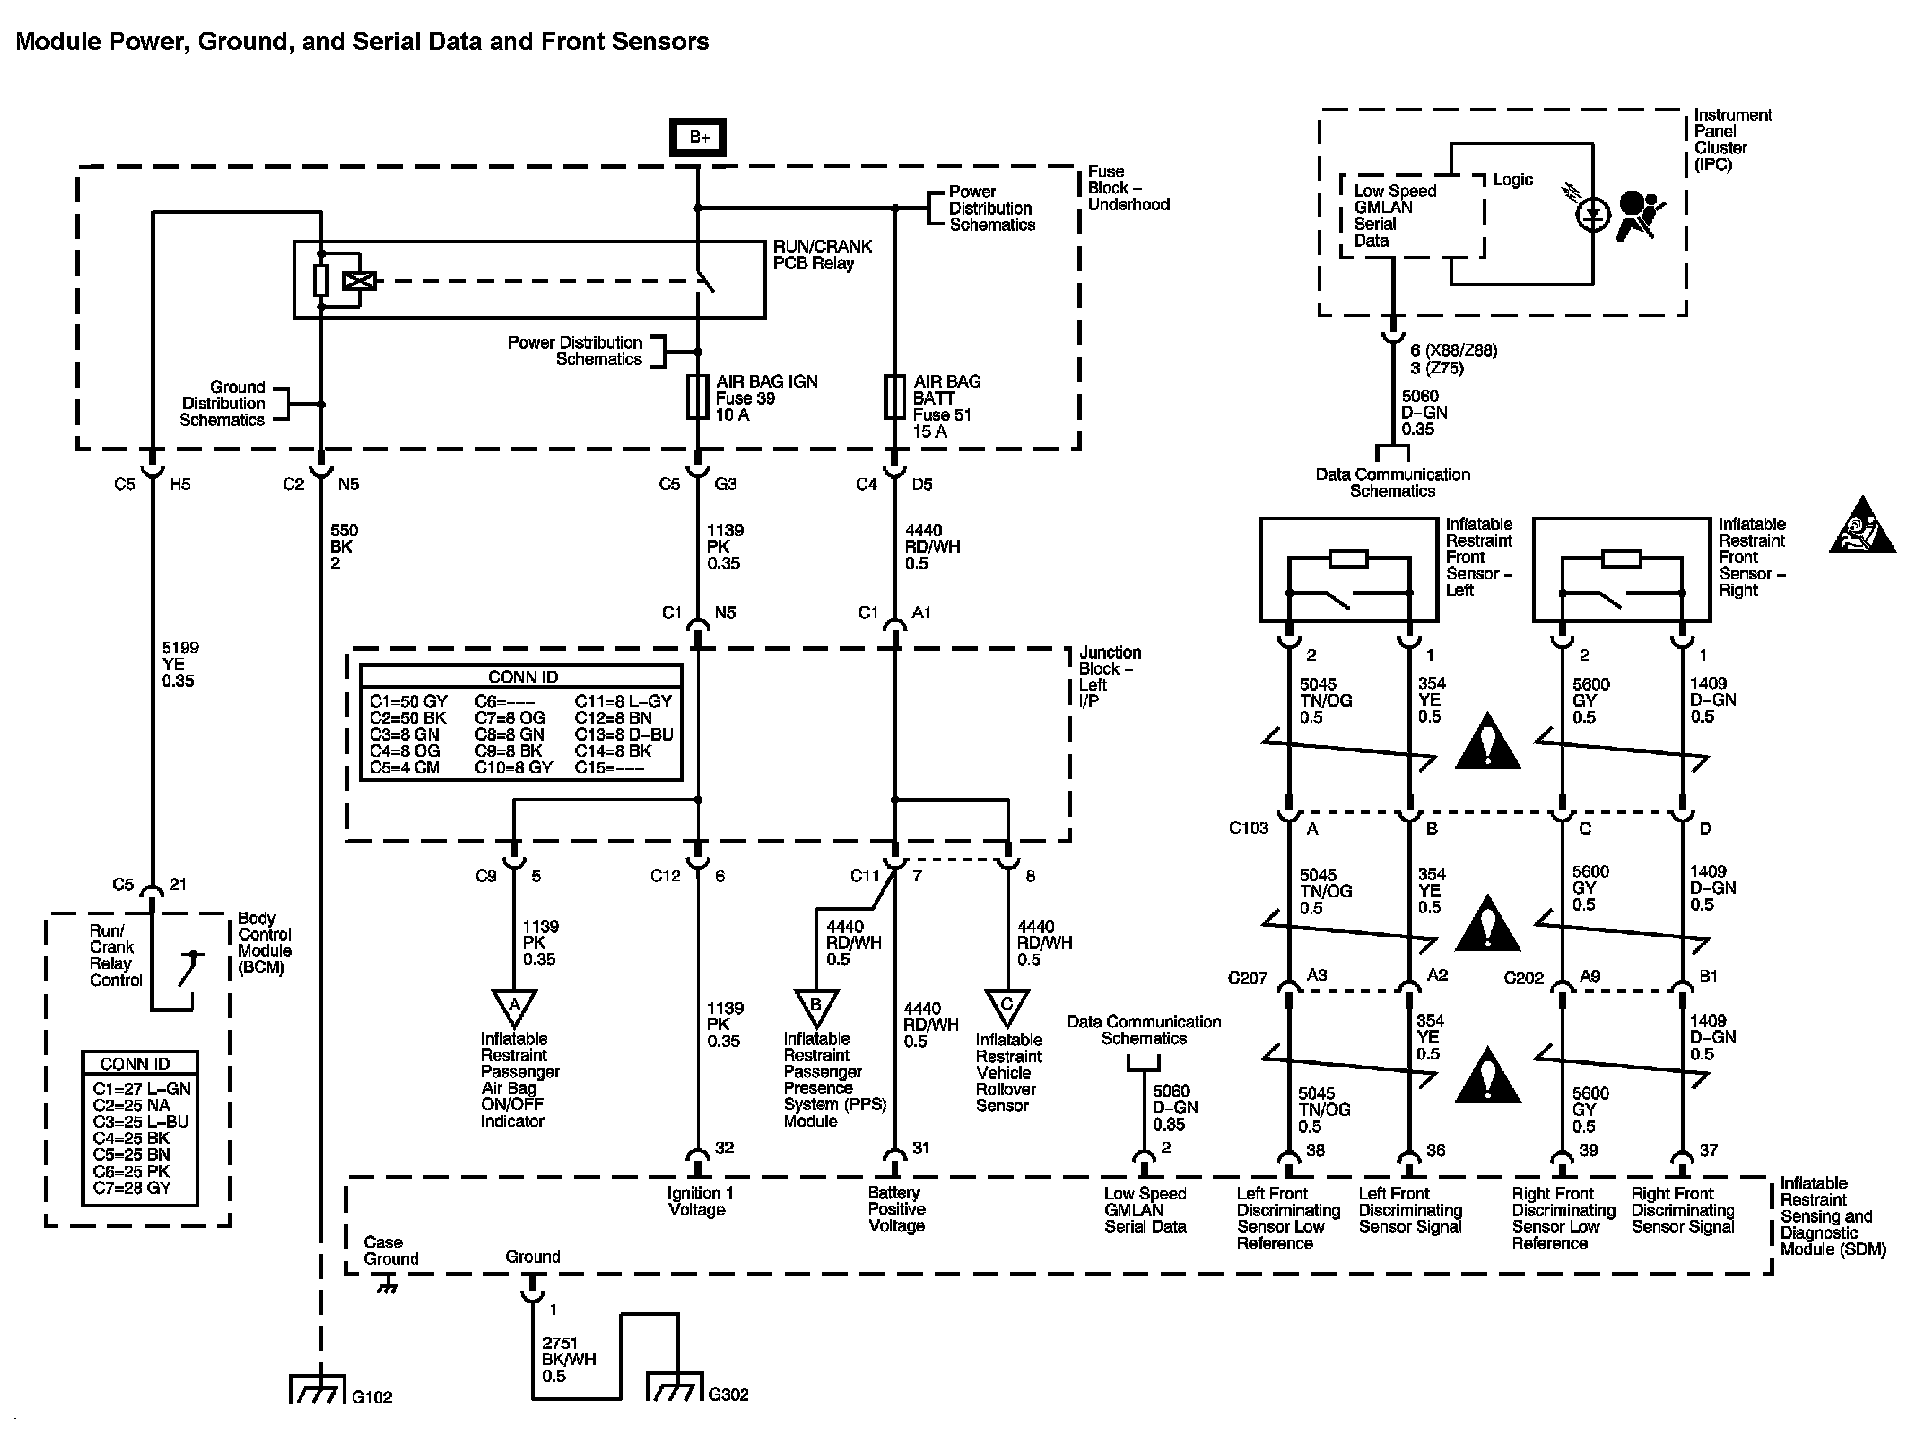 Module Power, Ground, and Serial Data and Front Sensors
B+
Fuse
Block –
Underhood
Power
Distribution
Schematics
RUN/CRANK
PCB Relay
Power Distribution
Schematics
Ground
Distribution
Schematics
AIR BAG IGN
Fuse 39
10 A
AIR BAG
BATT
Fuse 51
15 A
C5 H5
C2 N5
C5 G3
C4 D5
550
BK
2
1139
PK
0.35
4440
RD/WH
0.5
C1 N5
C1 A1
5199
YE
0.35
Junction
Block –
Left
I/P
CONN ID
C1=50 GY C6=––– C11=8 L–GY
C2=50 BK C7=8 OG C12=8 BN
C3=8 GN C8=8 GN C13=8 D–BU
C4=8 OG C9=8 BK C14=8 BK
C5=4 CM C10=8 GY C15=–––
C9 5
C12 6
C11 7
8
C5 21
Body
Control
Module
(BCM)
Run/
Crank
Relay
Control
CONN ID
C1=27 L–GN
C2=25 NA
C3=25 L–BU
C4=25 BK
C5=25 BN
C6=25 PK
C7=28 GY
1139
PK
0.35
4440
RD/WH
0.5
4440
RD/WH
0.5
A
Inflatable
Restraint
Passenger
Air Bag
ON/OFF
Indicator
1139
PK
0.35
B
Inflatable
Restraint
Passenger
Presence
System (PPS)
Module
4440
RD/WH
0.5
C
Inflatable
Restraint
Vehicle
Rollover
Sensor
Data Communication
Schematics
5060
D–GN
0.35
32
31
2
Instrument
Panel
Cluster
(IPC)
Logic
Low Speed
GMLAN
Serial
Data
6 (X88/Z88)
3 (Z75)
5060
D–GN
0.35
Data Communication
Schematics
Inflatable
Restraint
Front
Sensor –
Left
Inflatable
Restraint
Front
Sensor –
Right
2
1
2
1
5045
TN/OG
0.5
354
YE
0.5
5600
GY
0.5
1409
D–GN
0.5
C103 A
B
C
D
5045
TN/OG
0.5
354
YE
0.5
5600
GY
0.5
1409
D–GN
0.5
C207 A3
A2
C202 A9
B1
354
YE
0.5
1409
D–GN
0.5
5045
TN/OG
0.5
5600
GY
0.5
38
36
39
37
Ignition 1
Voltage
Battery
Positive
Voltage
Low Speed
GMLAN
Serial Data
Left Front
Discriminating
Sensor Low
Reference
Left Front
Discriminating
Sensor Signal
Right Front
Discriminating
Sensor Low
Reference
Right Front
Discriminating
Sensor Signal
Inflatable
Restraint
Sensing and
Diagnostic
Module (SDM)
Case
Ground
Ground
1
2751
BK/WH
0.5
G102
G302